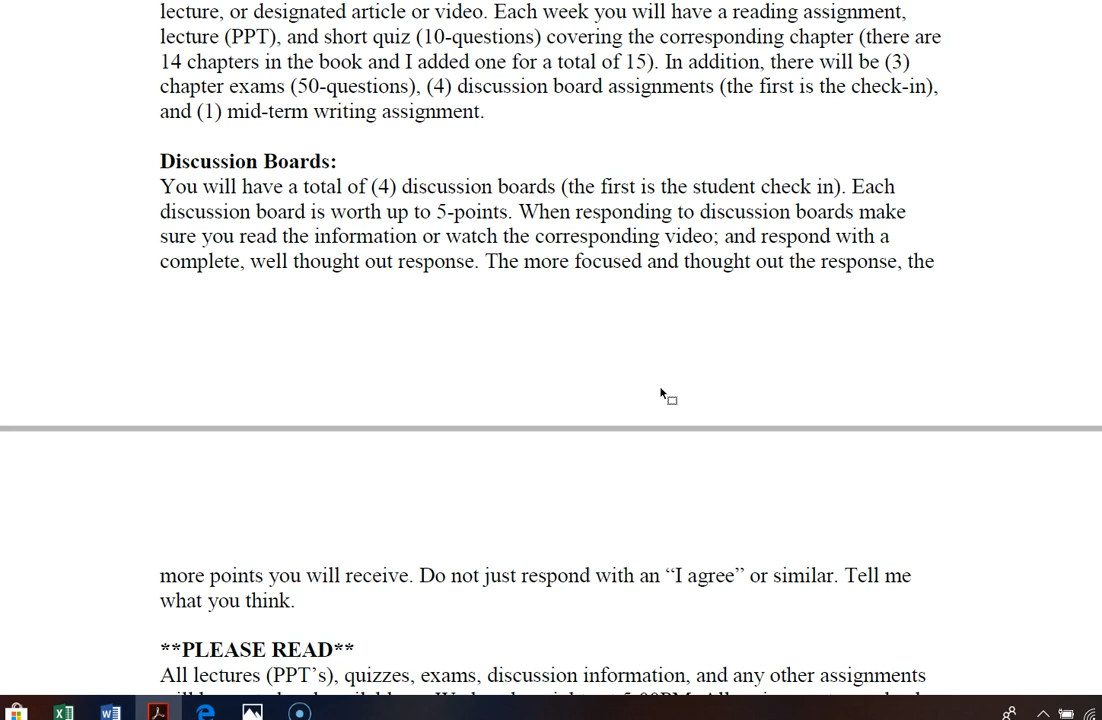 lecture, or designated article or video. Each week you will have a reading assignment,
lecture (PPT), and short quiz (10-questions) covering the corresponding chapter (there are
14 chapters in the book and I added one for a total of 15). In addition, there will be (3)
chapter exams (50-questions), (4) discussion board assignments (the first is the check-in),
and (1) mid-term writing assignment.
Discussion Boards:
You will have a total of (4) discussion boards (the first is the student check in). Each
discussion board is worth up to 5-points. When responding to discussion boards make
sure you read the information or watch the corresponding video; and respond with a
complete, well thought out response. The more focused and thought out the response, the
more points you will receive. Do not just respond with an “I agree” or similar. Tell me
what you think.
**PLEASE READ**
All lectures (PPT’s), quizzes, exams, discussion information, and any other assignments